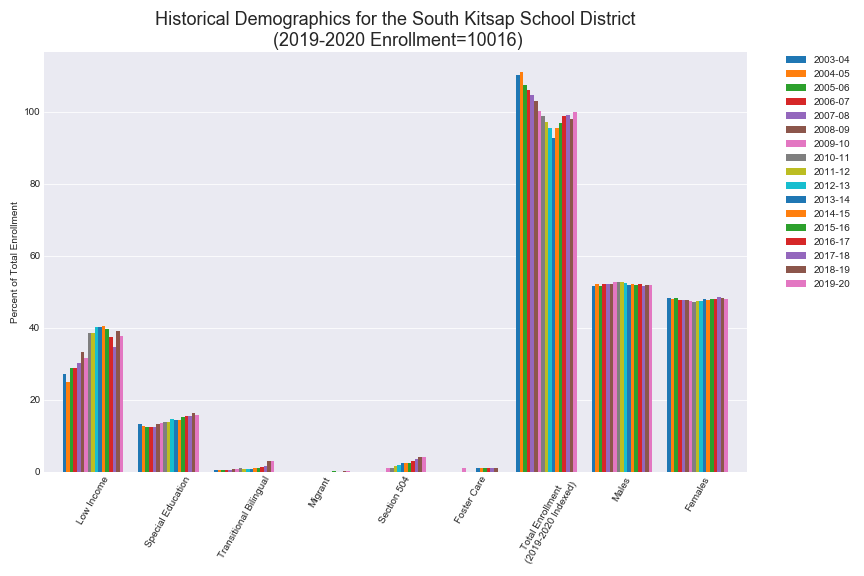 Historical Demographics for the South Kitsap School District
(2019-2020 Enrollment=10016)
Percent of Total Enrollment
100
80
60
40
20
0
Low Income
Special Education
Transitional Bilingual
Migrant
Section 504
Foster Care
Total Enrollment
(2019-2020 Indexed)
Males
Females
2003-04
2004-05
2005-06
2006-07
2007-08
2008-09
2009-10
2010-11
2011-12
2012-13
2013-14
2014-15
2015-16
2016-17
2017-18
2018-19
2019-20